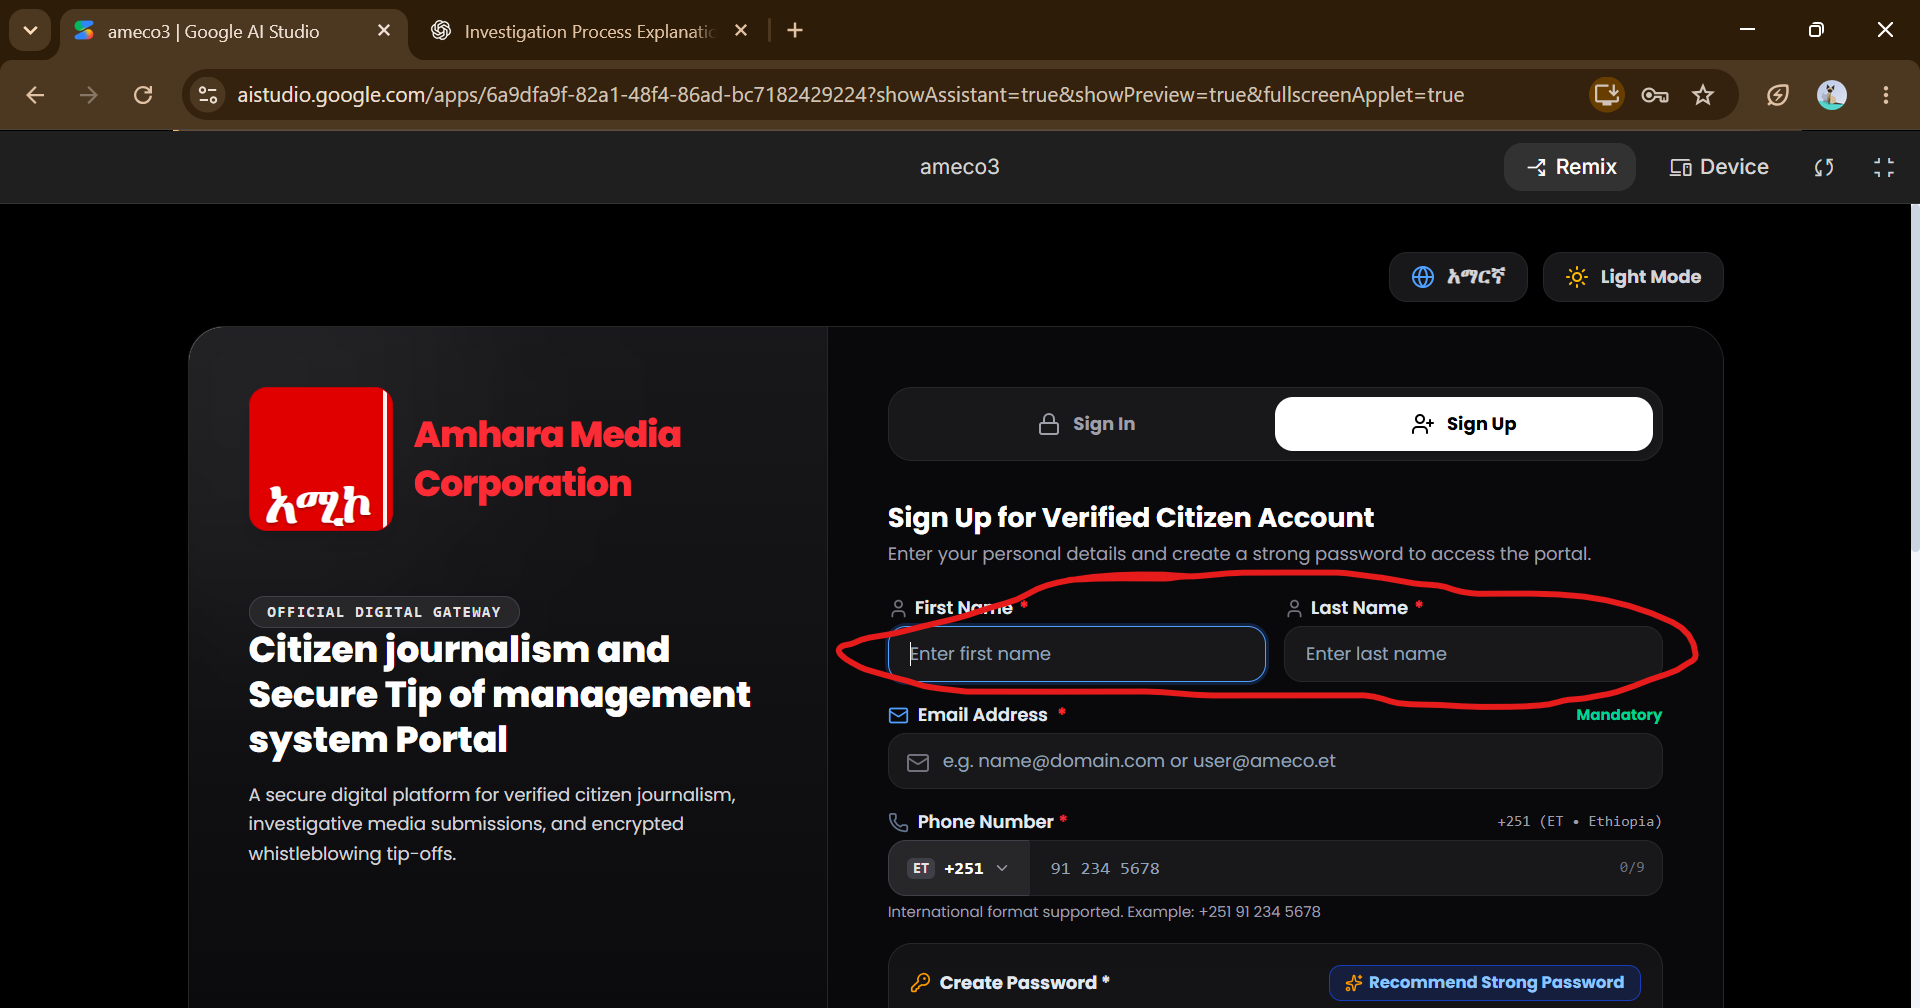 ameco3 | Google AI Studio
Investigation Process Explanatio
aistudio.google.com/apps/6a9dfa9f-82a1-48f4-86ad-bc7182429224?showAssistant=true&showPreview=true&fullscreenApplet=true
ameco3
Remix
Device
አማርኛ
Light Mode
አሚኮ
Amhara Media
Corporation
OFFICIAL DIGITAL GATEWAY
Citizen journalism and
Secure Tip of management
system Portal
A secure digital platform for verified citizen journalism,
investigative media submissions, and encrypted
whistleblowing tip-offs.
Sign In
Sign Up
Sign Up for Verified Citizen Account
Enter your personal details and create a strong password to access the portal.
First Name *
Last Name *
Enter first name
Enter last name
Email Address *
Mandatory
e.g. name@domain.com or user@ameco.et
Phone Number *
+251 (ET • Ethiopia)
ET +251
91 234 5678
0/9
International format supported. Example: +251 91 234 5678
Create Password *
Recommend Strong Password